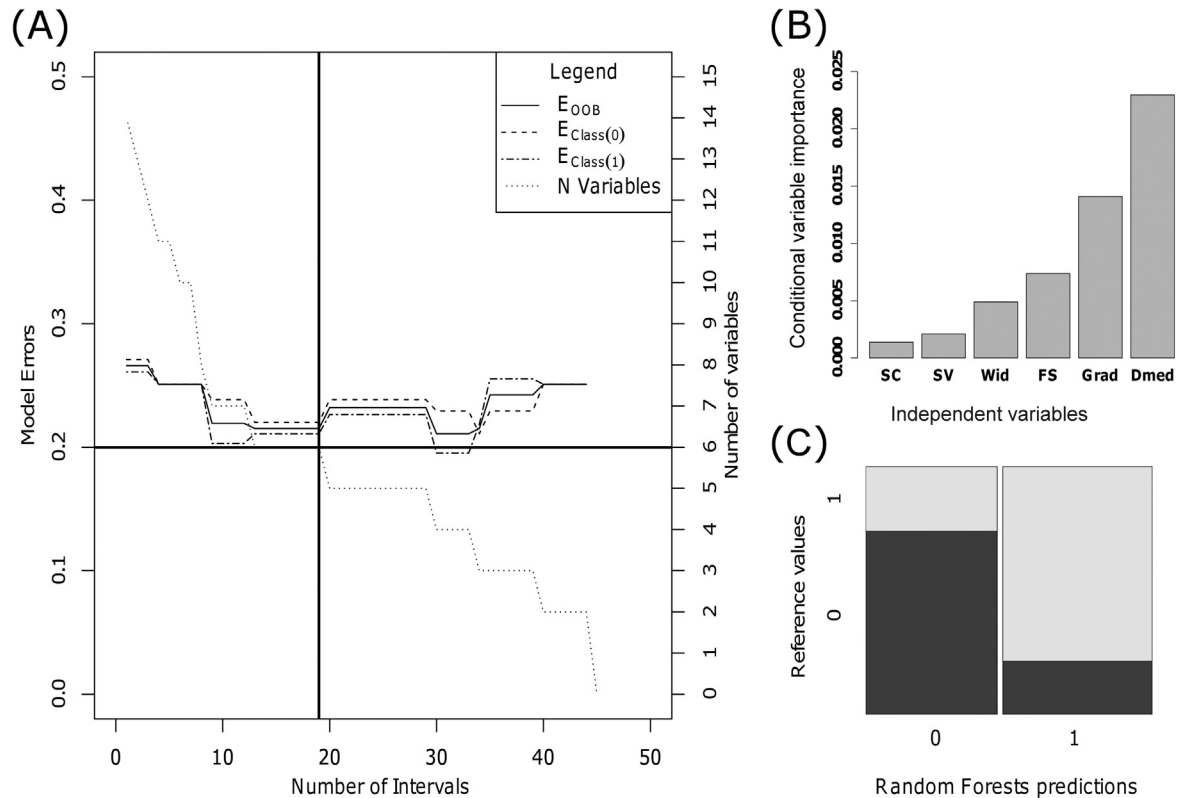 (A)
Legend
E OOB
E Class(0)
E Class(1)
N Variables
Model Errors
0.5
0.4
0.3
0.2
0.1
0.0
Number of variables
15
14
13
12
11
10
9
8
7
6
5
4
3
2
1
0
0 10 20 30 40 50
Number of Intervals
(B)
Conditional variable importance
0.025
0.020
0.015
0.010
0.005
0.000
SC SV Wid FS Grad Dmed
Independent variables
(C)
Reference values
1
0
0 1
Random Forests predictions